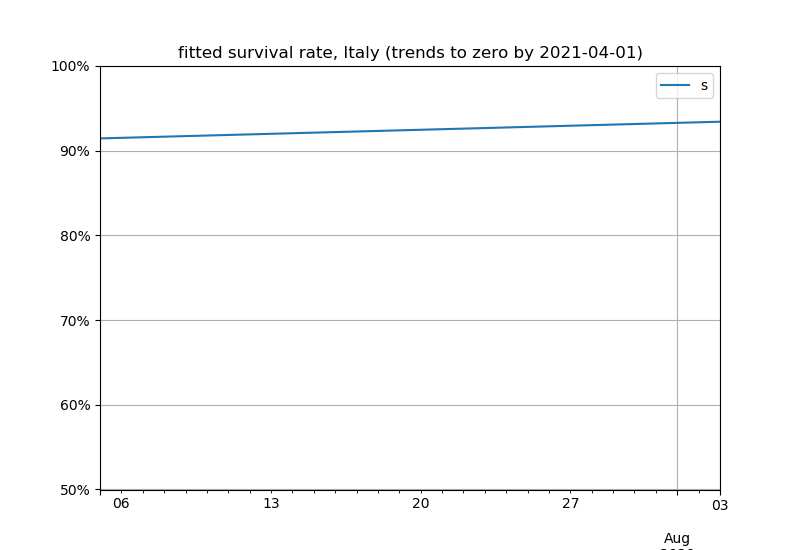 fitted survival rate, Italy (trends to zero by 2021-04-01)
100%
s
90%
80%
70%
60%
50%
06 13 20 27 03
Aug